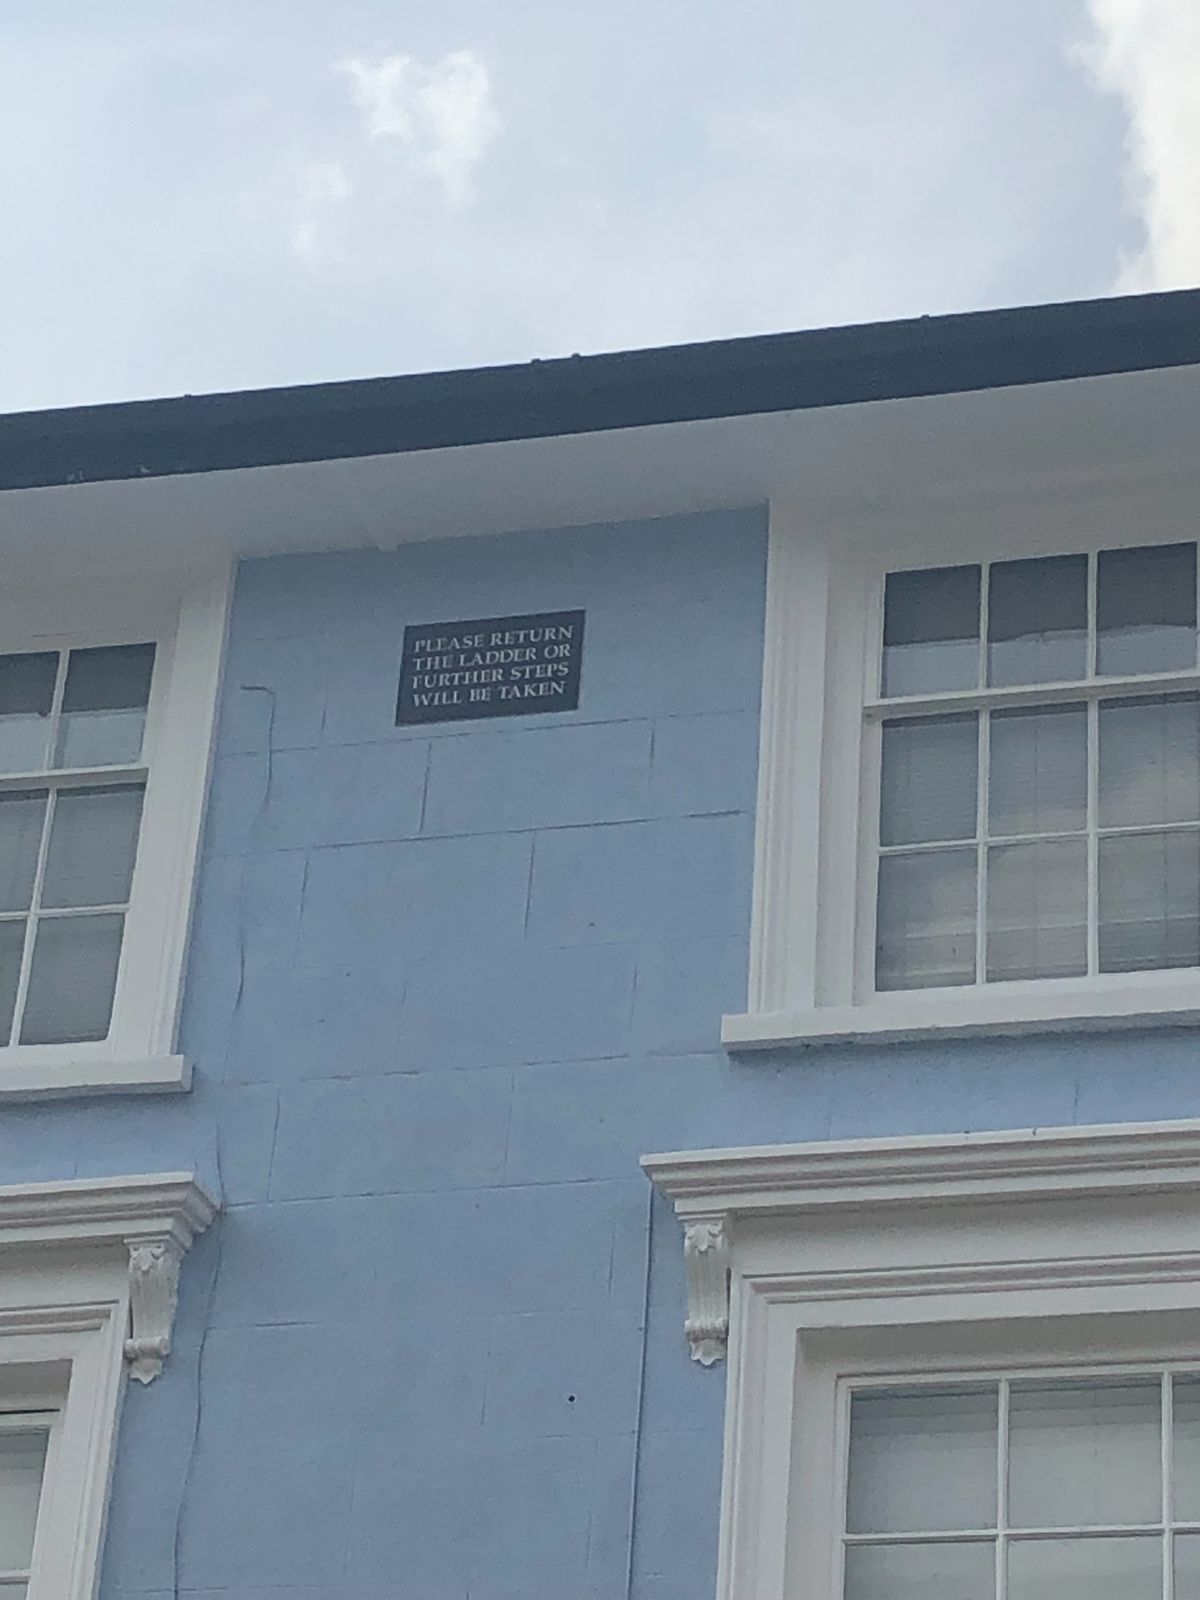 PLEASE RETURN
THE LADDER OR
FURTHER STEPS
WILL BE TAKEN